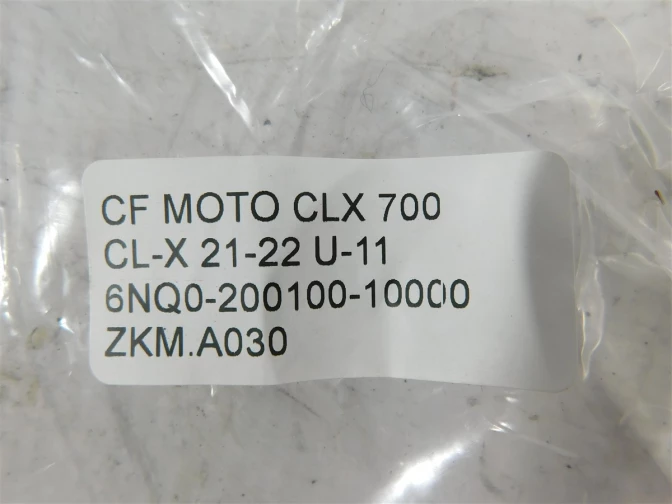 CF MOTO CLX 700
CL-X 21-22 U-11
6NQ0-200100-10000
ZKM.A030